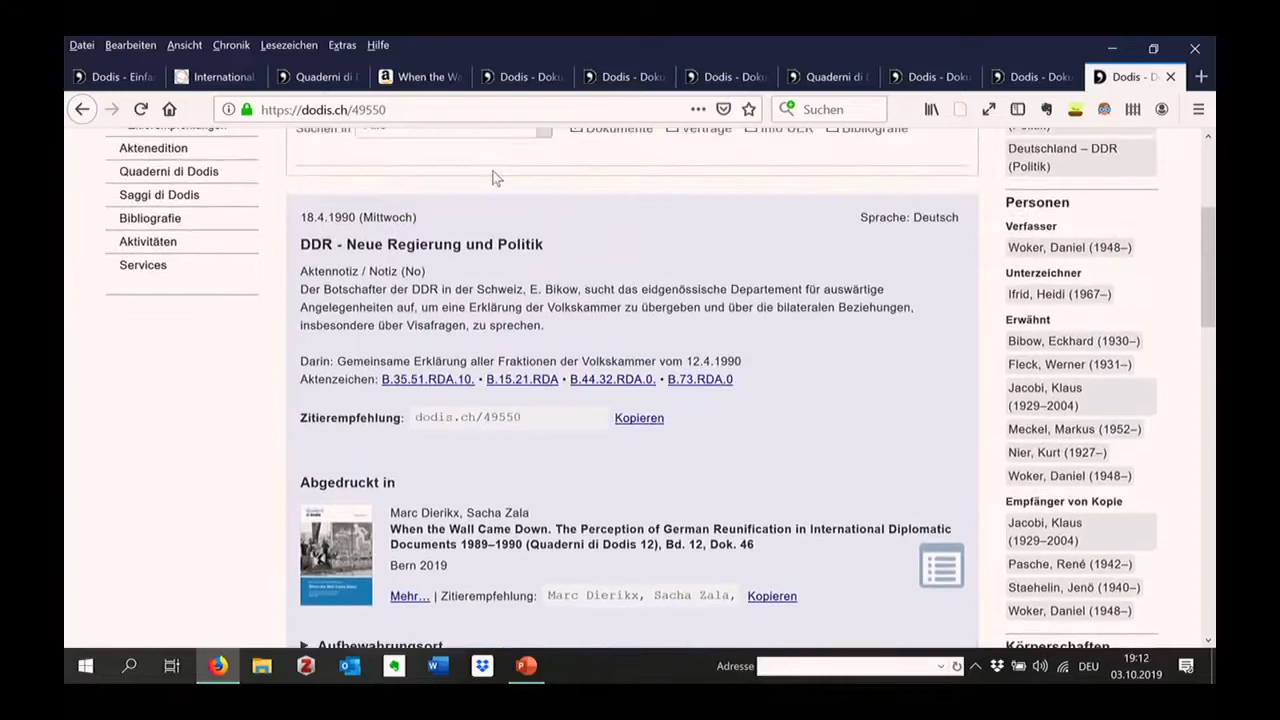 Datei Bearbeiten Ansicht Chronik Lesezeichen Extras Hilfe
Dodis - Einfa International Quaderni di When the Wa Dodis - Doku Dodis - Doku Dodis - Doku Quaderni di Dodis - Doku Dodis - Doku Dodis - D
https://dodis.ch/49550
Suchen
Suchen in
Dokumente Verträge Info UEK Bibliografie
Aktenedition
Quaderni di Dodis
Saggi di Dodis
Bibliografie
Aktivitäten
Services
18.4.1990 (Mittwoch) Sprache: Deutsch
DDR - Neue Regierung und Politik
Aktennotiz / Notiz (No)
Der Botschafter der DDR in der Schweiz, E. Bikow, sucht das eidgenössische Departement für auswärtige
Angelegenheiten auf, um eine Erklärung der Volkskammer zu übergeben und über die bilateralen Beziehungen,
insbesondere über Visafragen, zu sprechen.
Darin: Gemeinsame Erklärung aller Fraktionen der Volkskammer vom 12.4.1990
Aktenzeichen: B.35.51.RDA.10. • B.15.21.RDA • B.44.32.RDA.0. • B.73.RDA.0
Zitierempfehlung: dodis.ch/49550 Kopieren
Abgedruckt in
Marc Dierikx, Sacha Zala
When the Wall Came Down. The Perception of German Reunification in International Diplomatic
Documents 1989–1990 (Quaderni di Dodis 12), Bd. 12, Dok. 46
Bern 2019
Mehr... | Zitierempfehlung: Marc Dierikx, Sacha Zala, Kopieren
Aufbewahrungsort
(Politik)
Deutschland – DDR
(Politik)
Personen
Verfasser
Woker, Daniel (1948–)
Unterzeichner
Ifrid, Heidi (1967–)
Erwähnt
Bibow, Eckhard (1930–)
Fleck, Werner (1931–)
Jacobi, Klaus
(1929–2004)
Meckel, Markus (1952–)
Nier, Kurt (1927–)
Woker, Daniel (1948–)
Empfänger von Kopie
Jacobi, Klaus
(1929–2004)
Pasche, René (1942–)
Staehelin, Jenö (1940–)
Woker, Daniel (1948–)
Körperschaften
Adresse
DEU
19:12
03.10.2019